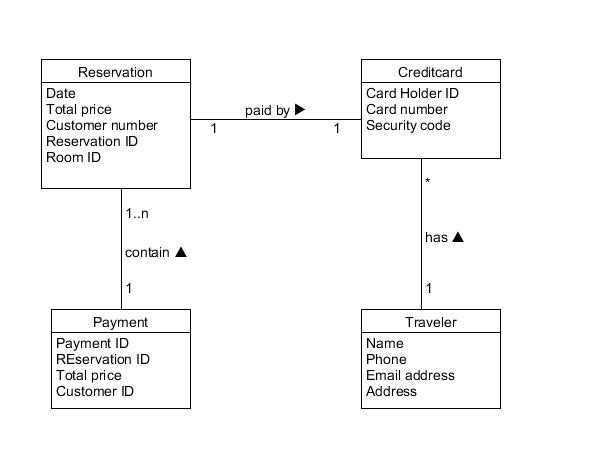 Reservation
Date
Total price
Customer number
Reservation ID
Room ID
paid by ▶
1
1
Creditcard
Card Holder ID
Card number
Security code
1..n
contain ▲
1
*
has ▲
1
Payment
Payment ID
REservation ID
Total price
Customer ID
Traveler
Name
Phone
Email address
Address